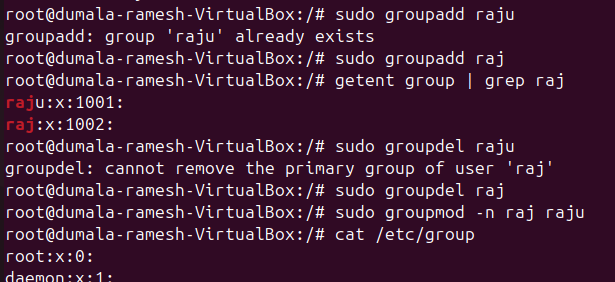 root@dumala-ramesh-VirtualBox:/# sudo groupadd raju
groupadd: group 'raju' already exists
root@dumala-ramesh-VirtualBox:/# sudo groupadd raj
root@dumala-ramesh-VirtualBox:/# getent group | grep raj
raju:x:1001:
raj:x:1002:
root@dumala-ramesh-VirtualBox:/# sudo groupdel raju
groupdel: cannot remove the primary group of user 'raj'
root@dumala-ramesh-VirtualBox:/# sudo groupdel raj
root@dumala-ramesh-VirtualBox:/# sudo groupmod -n raj raju
root@dumala-ramesh-VirtualBox:/# cat /etc/group
root:x:0:
daemon:x:1: